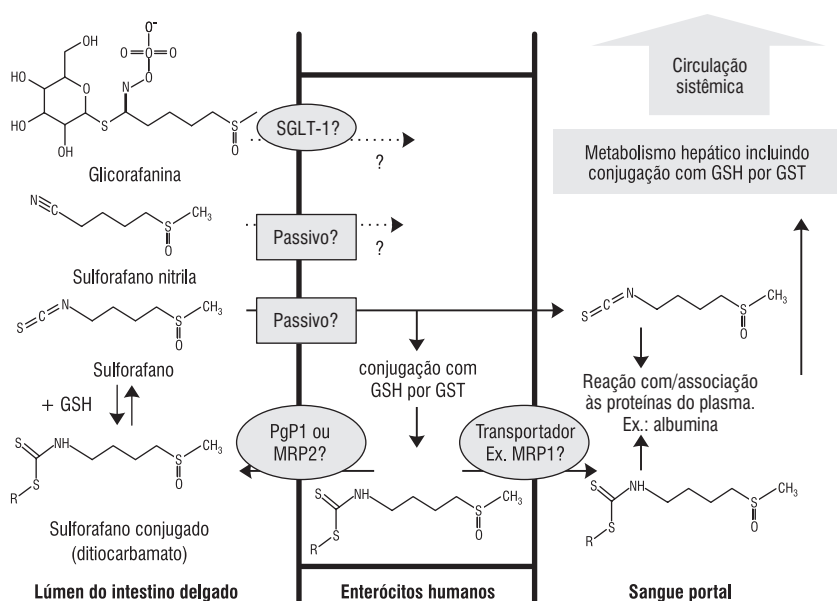 OH
O⁻
O S O
O
N
HO
O
HO
S
S
O
OH
OH
Glicorafanina
SGLT-1?
?
Circulação
sistêmica
Metabolismo hepático incluindo
conjugação com GSH por GST
N
CH₃
S
O
Sulforafano nitrila
Passivo?
?
S
C
N
CH₃
S
O
Sulforafano
Passivo?
S
C
N
CH₃
S
O
conjugação com
GSH por GST
Reação com/associação
às proteínas do plasma.
Ex.: albumina
+ GSH
PgP1 ou
MRP2?
Transportador
Ex. MRP1?
S
NH
CH₃
S
S
O
R
Sulforafano conjugado
(ditiocarbamato)
S
NH
CH₃
S
S
O
R
S
NH
CH₃
S
S
O
R
Lúmen do intestino delgado
Enterócitos humanos
Sangue portal